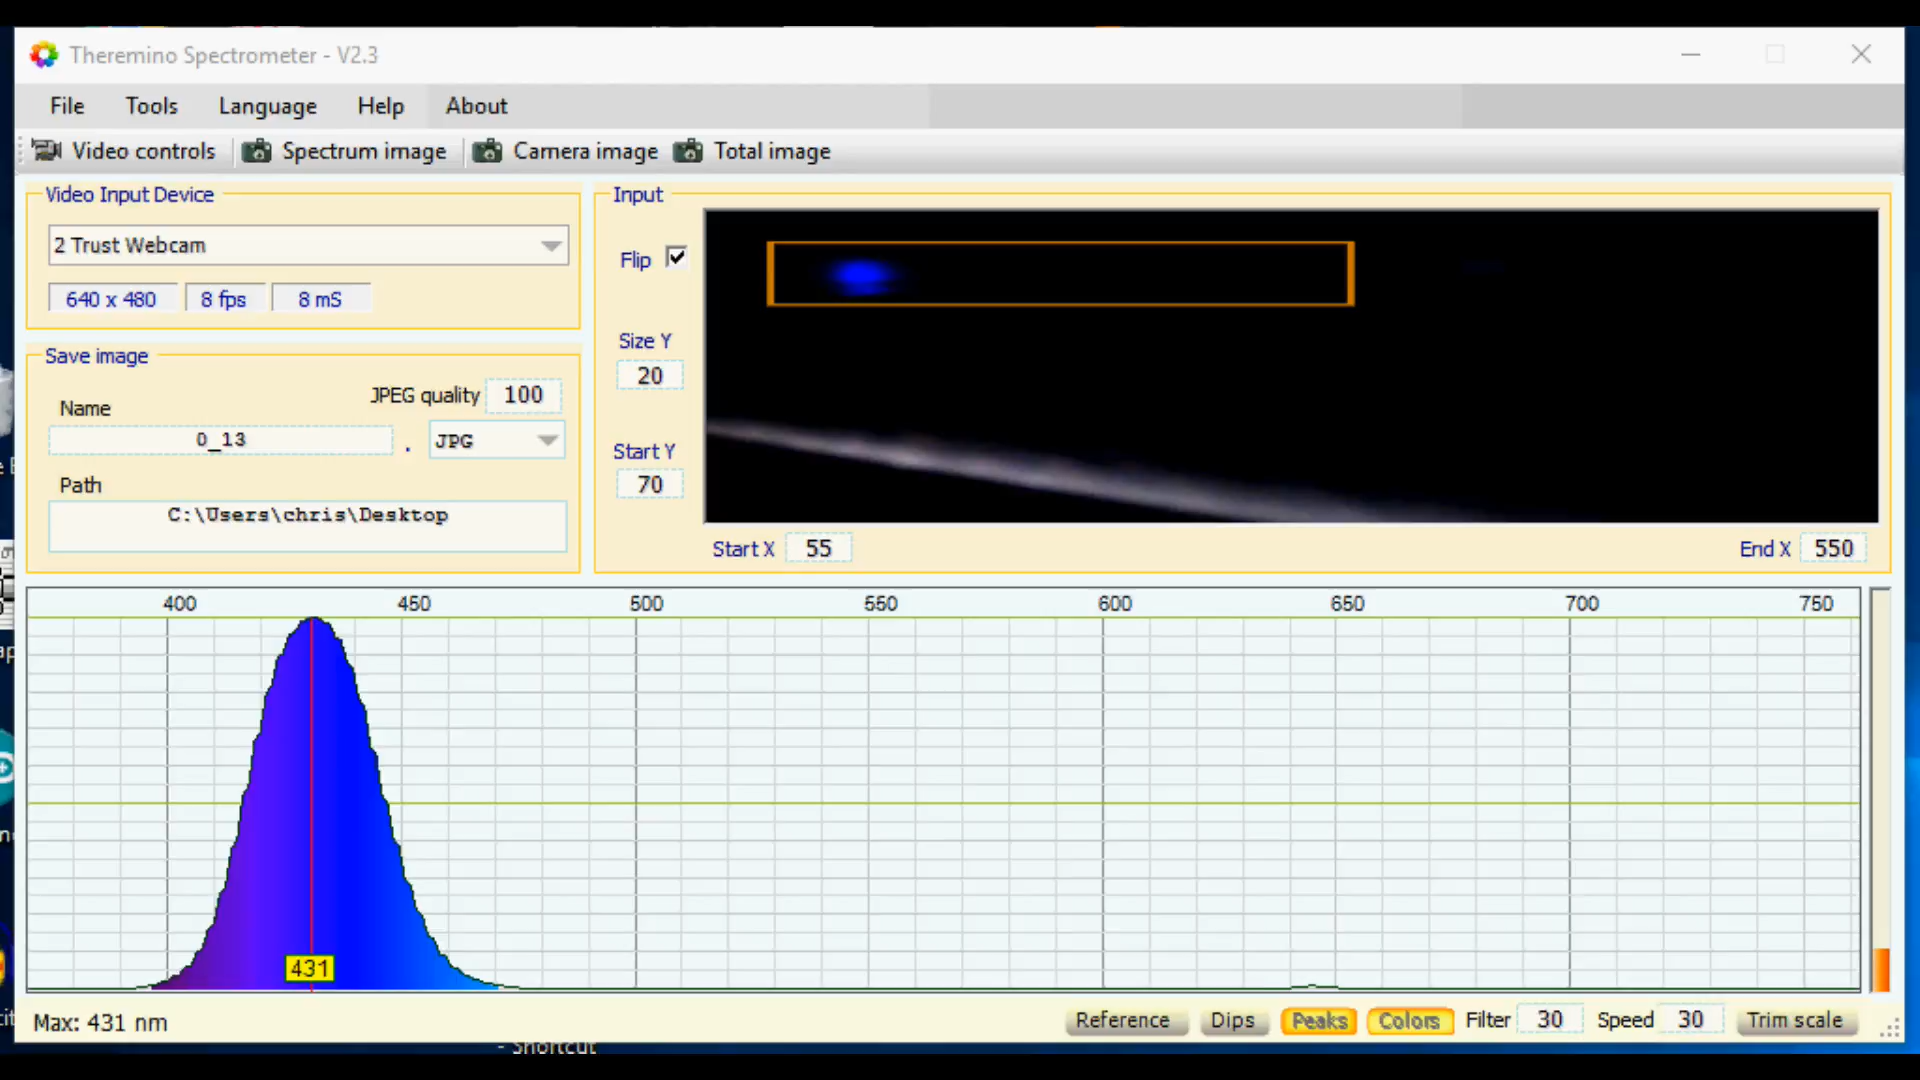 Theremino Spectrometer - V2.3
File Tools Language Help About
Video controls Spectrum image Camera image Total image
Video Input Device
2 Trust Webcam
640 x 480 8 fps 8 mS
Save image
Name JPEG quality 100
0_13 . JPG
Path
C:\Users\chris\Desktop
Input
Flip
Size Y
20
Start Y
70
Start X 55 End X 550
400 450 500 550 600 650 700 750
431
Max: 431 nm Reference Dips Peaks Colors Filter 30 Speed 30 Trim scale
- Shortcut